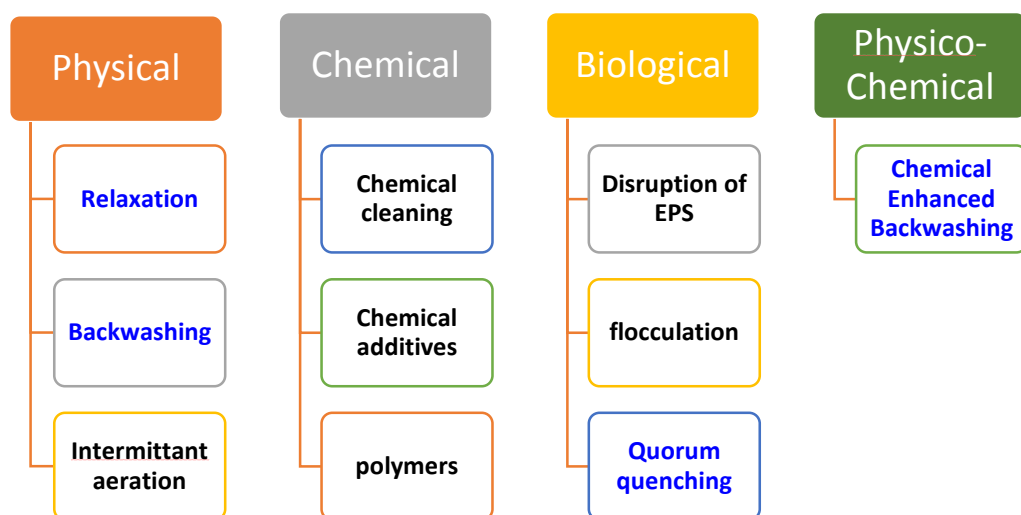 Physical
Relaxation
Backwashing
Intermittant
aeration
Chemical
Chemical
cleaning
Chemical
additives
polymers
Biological
Disruption of
EPS
flocculation
Quorum
quenching
Physico-
Chemical
Chemical
Enhanced
Backwashing